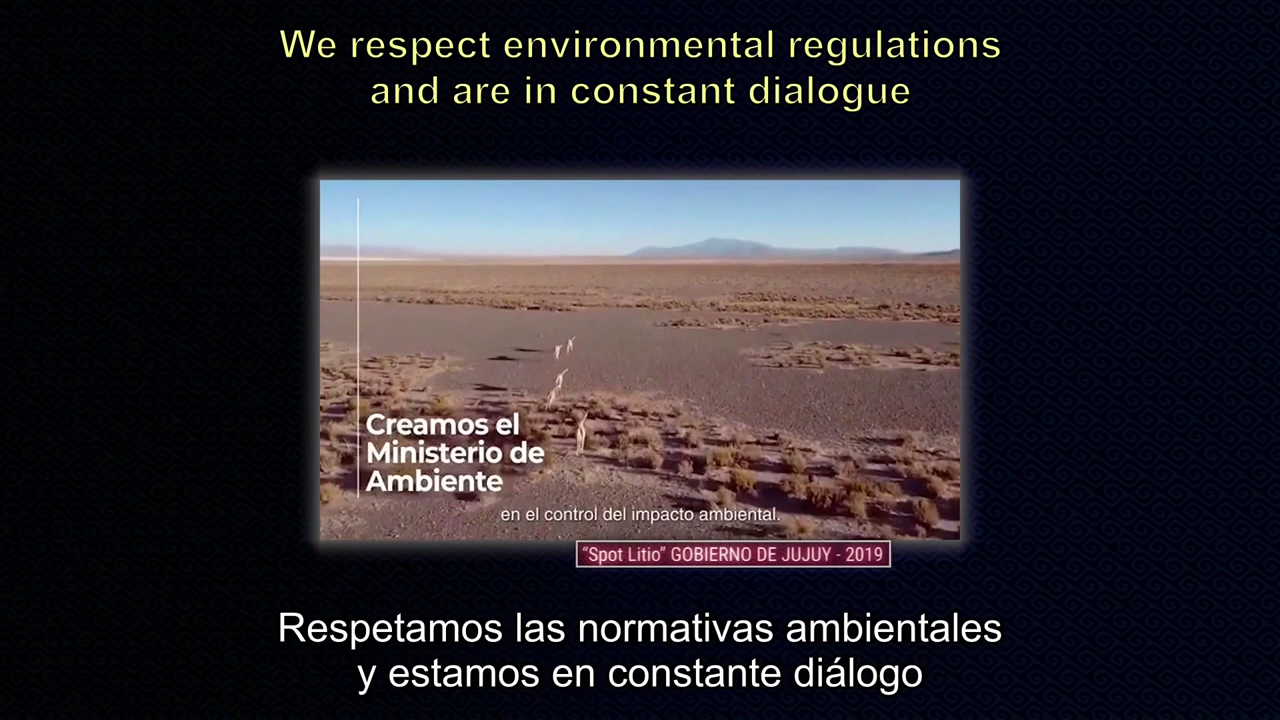 We respect environmental regulations
and are in constant dialogue
Creamos el
Ministerio de
Ambiente
en el control del impacto ambiental.
“Spot Litio” GOBIERNO DE JUJUY - 2019
Respetamos las normativas ambientales
y estamos en constante diálogo